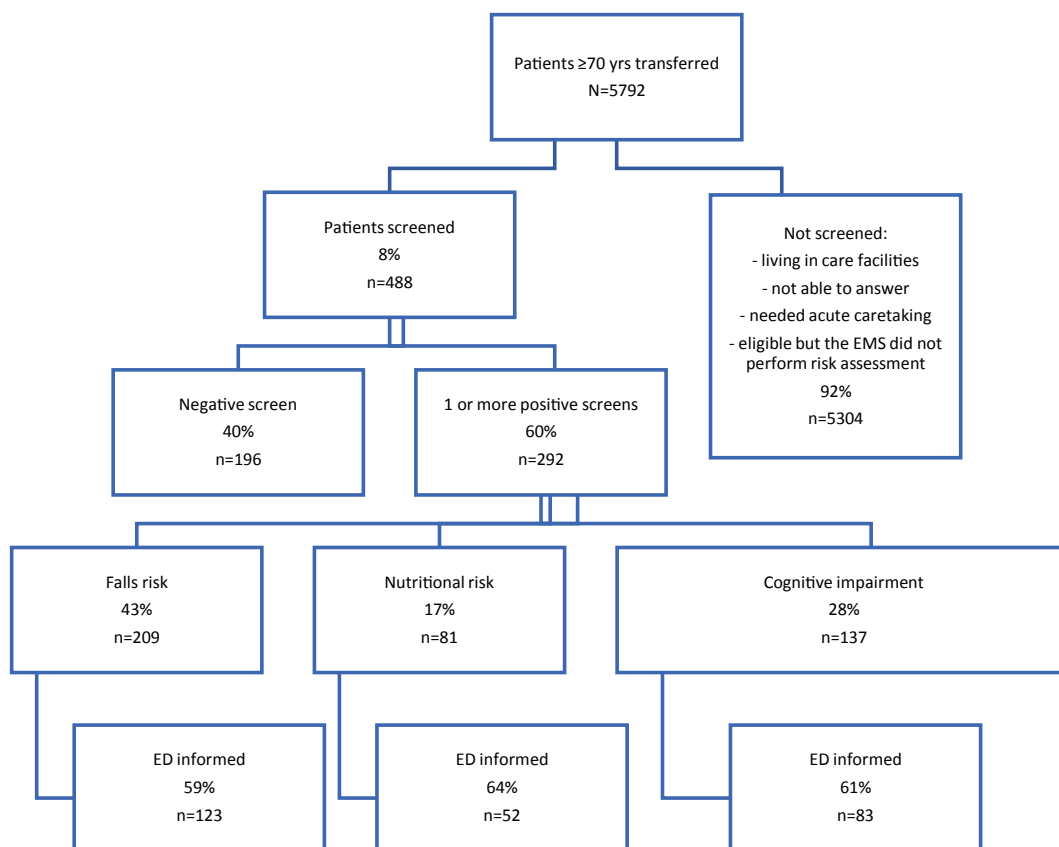 Patients ≥70 yrs transferred
N=5792
Patients screened
8%
n=488
Not screened:
- living in care facilities
- not able to answer
- needed acute caretaking
- eligible but the EMS did not
perform risk assessment
92%
n=5304
Negative screen
40%
n=196
1 or more positive screens
60%
n=292
Falls risk
43%
n=209
Nutritional risk
17%
n=81
Cognitive impairment
28%
n=137
ED informed
59%
n=123
ED informed
64%
n=52
ED informed
61%
n=83